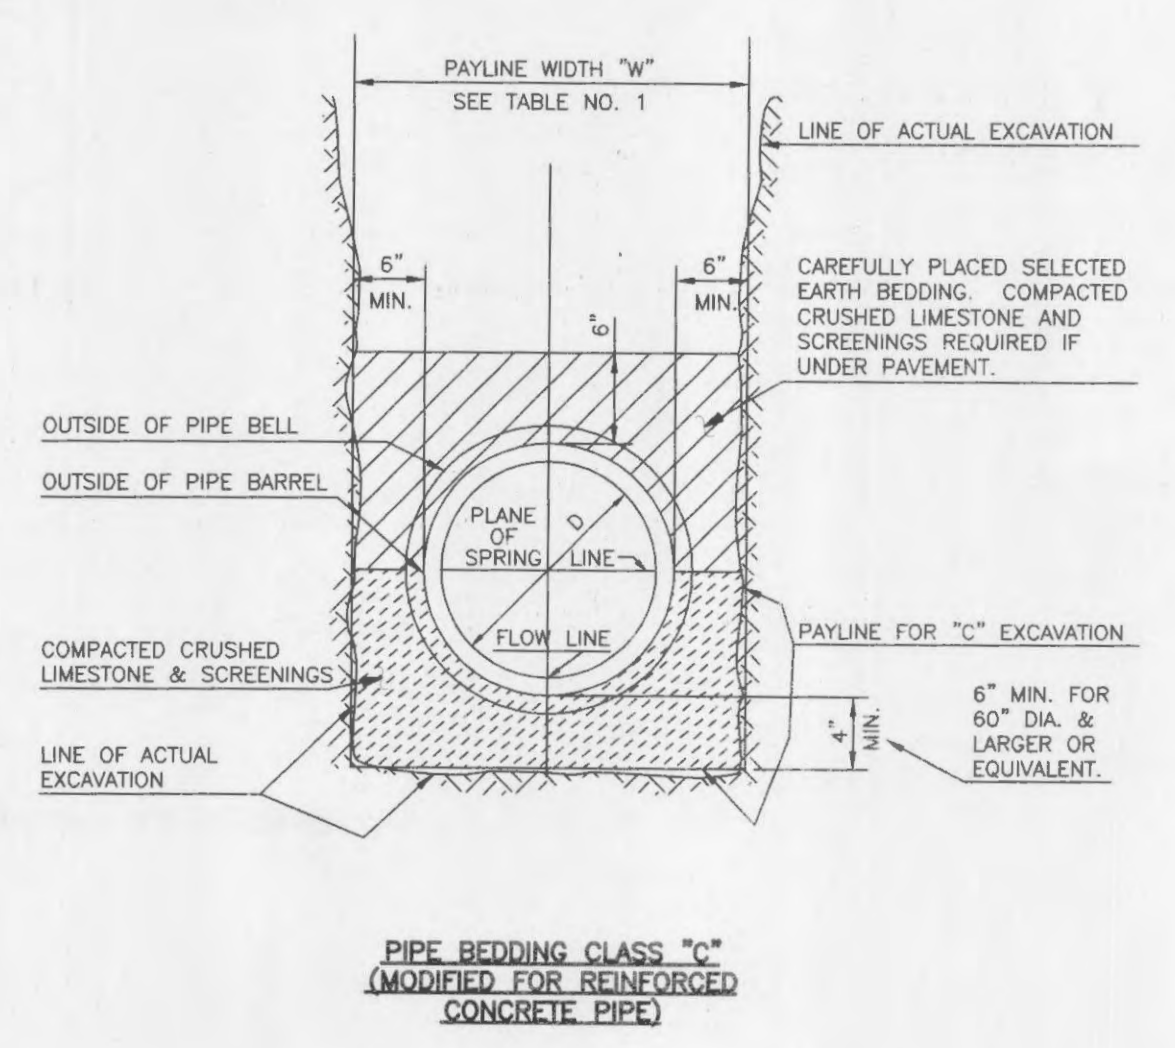 PAYLINE WIDTH "W"
SEE TABLE NO. 1
LINE OF ACTUAL EXCAVATION
6"
MIN.
6"
MIN.
6"
CAREFULLY PLACED SELECTED
EARTH BEDDING. COMPACTED
CRUSHED LIMESTONE AND
SCREENINGS REQUIRED IF
UNDER PAVEMENT.
OUTSIDE OF PIPE BELL
OUTSIDE OF PIPE BARREL
PLANE
OF
SPRING LINE
D
FLOW LINE
PAYLINE FOR "C" EXCAVATION
COMPACTED CRUSHED
LIMESTONE & SCREENINGS
4"
MIN.
6" MIN. FOR
60" DIA. &
LARGER OR
EQUIVALENT.
LINE OF ACTUAL
EXCAVATION
PIPE BEDDING CLASS "C"
(MODIFIED FOR REINFORCED
CONCRETE PIPE)